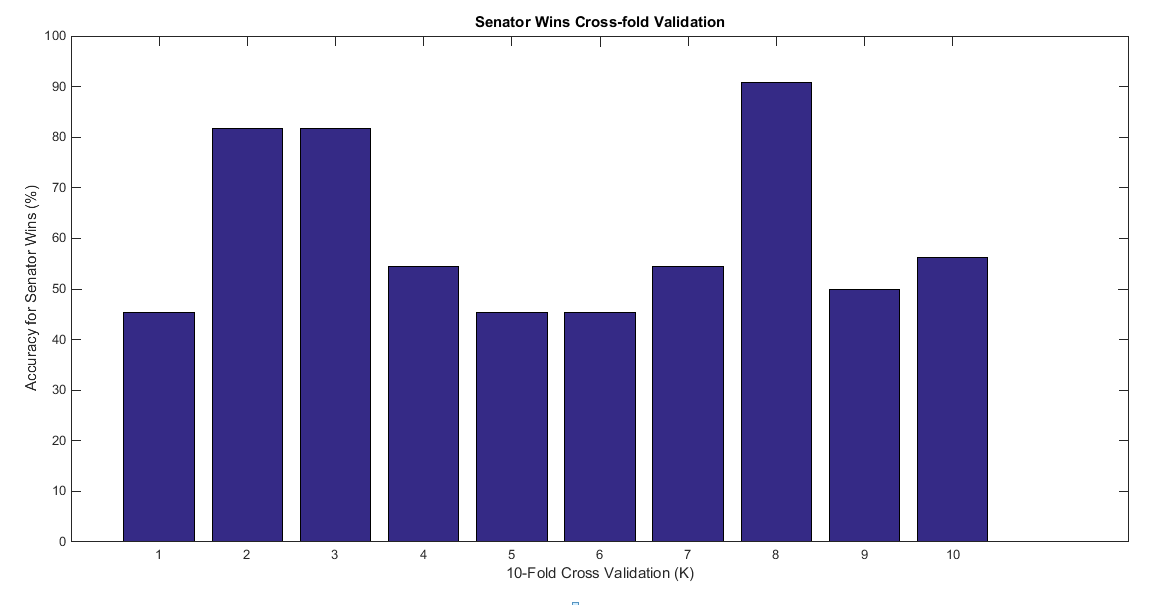 Senator Wins Cross-fold Validation
100
90
80
70
60
50
40
30
20
10
0
Accuracy for Senator Wins (%)
1 2 3 4 5 6 7 8 9 10
10-Fold Cross Validation (K)